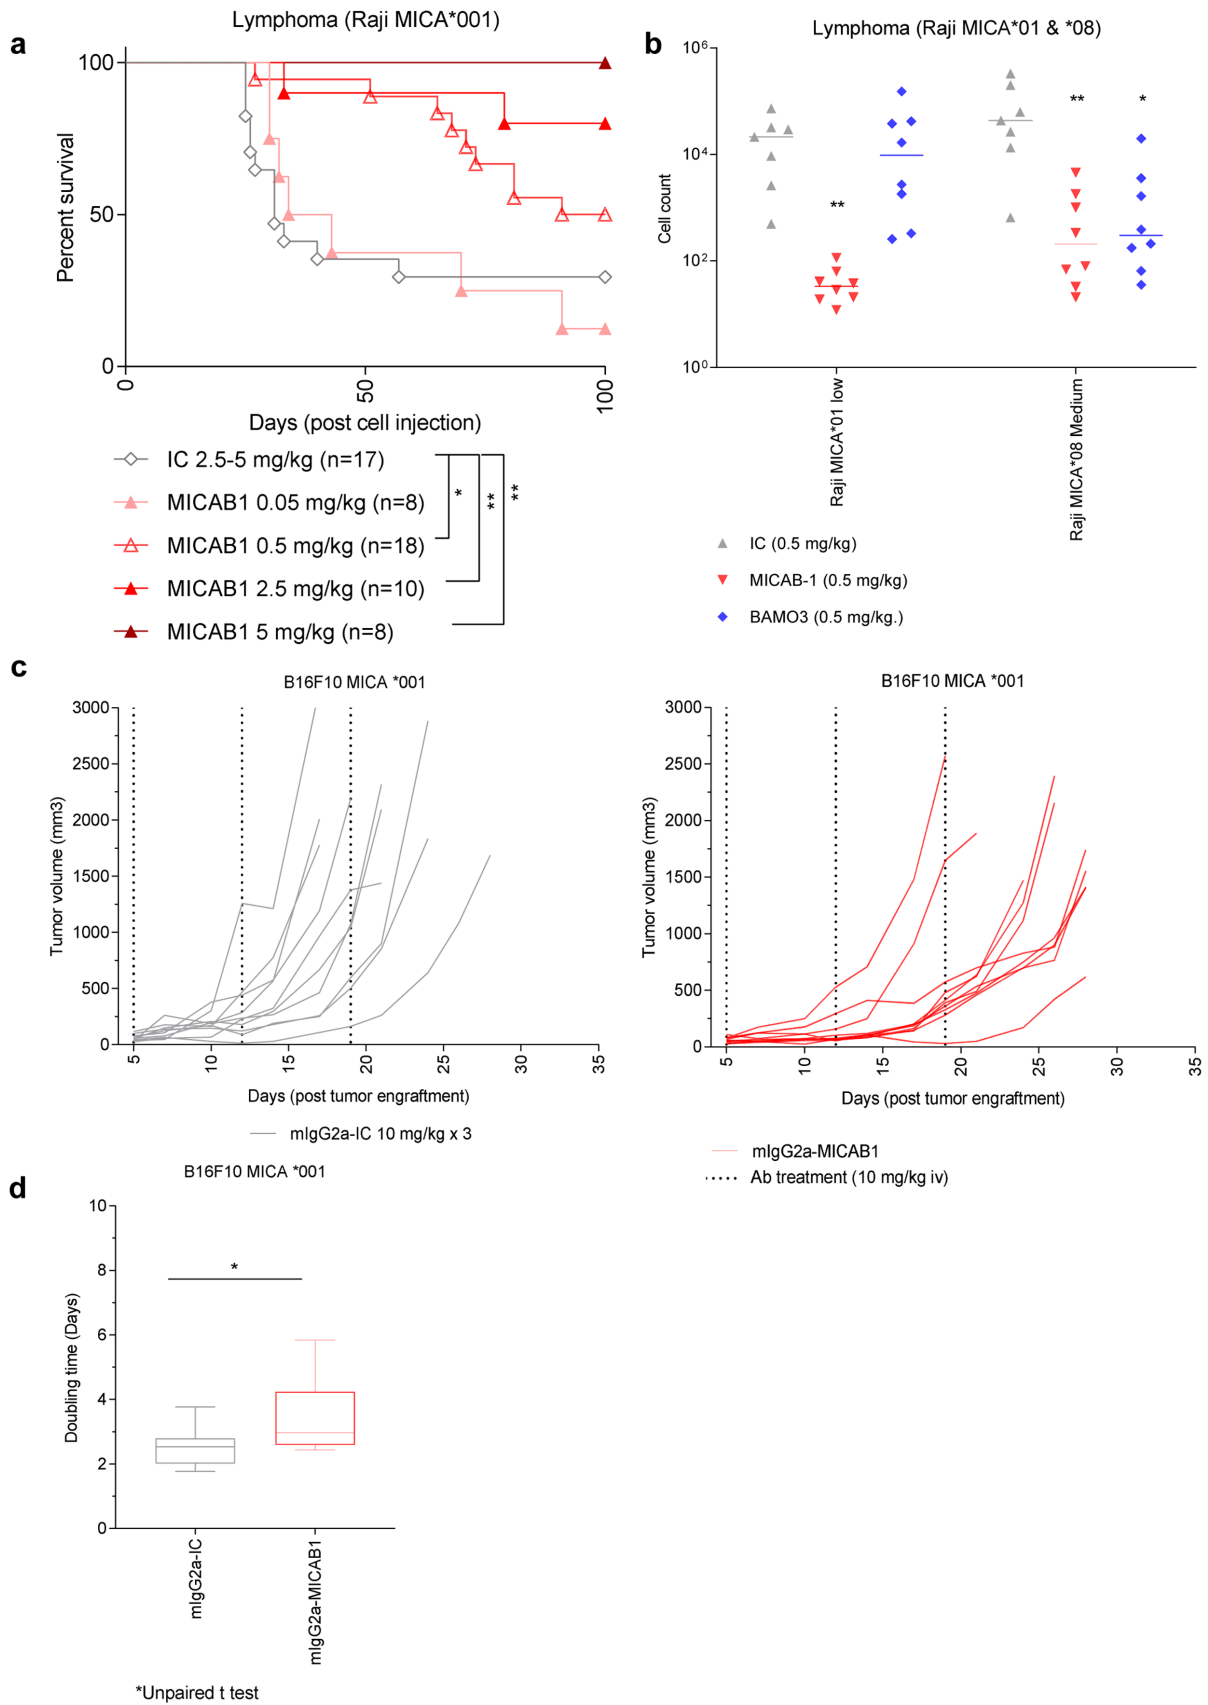 a
Lymphoma (Raji MICA*001)
Percent survival
100
50
0
0
50
100
Days (post cell injection)
IC 2.5-5 mg/kg (n=17)
MICAB1 0.05 mg/kg (n=8)
MICAB1 0.5 mg/kg (n=18)
MICAB1 2.5 mg/kg (n=10)
MICAB1 5 mg/kg (n=8)
*
**
**
b
Lymphoma (Raji MICA*01 & *08)
Cell count
10⁶
10⁴
10²
10⁰
**
**
*
Raji MICA*01 low
Raji MICA*08 Medium
IC (0.5 mg/kg)
MICAB-1 (0.5 mg/kg)
BAMO3 (0.5 mg/kg.)
c
B16F10 MICA *001
Tumor volume (mm3)
3000
2500
2000
1500
1000
500
0
5
10
15
20
25
30
35
Days (post tumor engraftment)
mIgG2a-IC 10 mg/kg x 3
B16F10 MICA *001
Tumor volume (mm3)
3000
2500
2000
1500
1000
500
0
5
10
15
20
25
30
35
Days (post tumor engraftment)
mIgG2a-MICAB1
Ab treatment (10 mg/kg iv)
d
B16F10 MICA *001
Doubling time (Days)
10
8
6
4
2
0
*
mIgG2a-IC
mIgG2a-MICAB1
*Unpaired t test